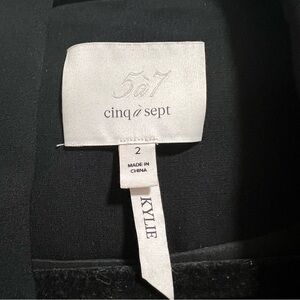 5à7
cinq à sept
2
MADE IN
CHINA
KYLIE